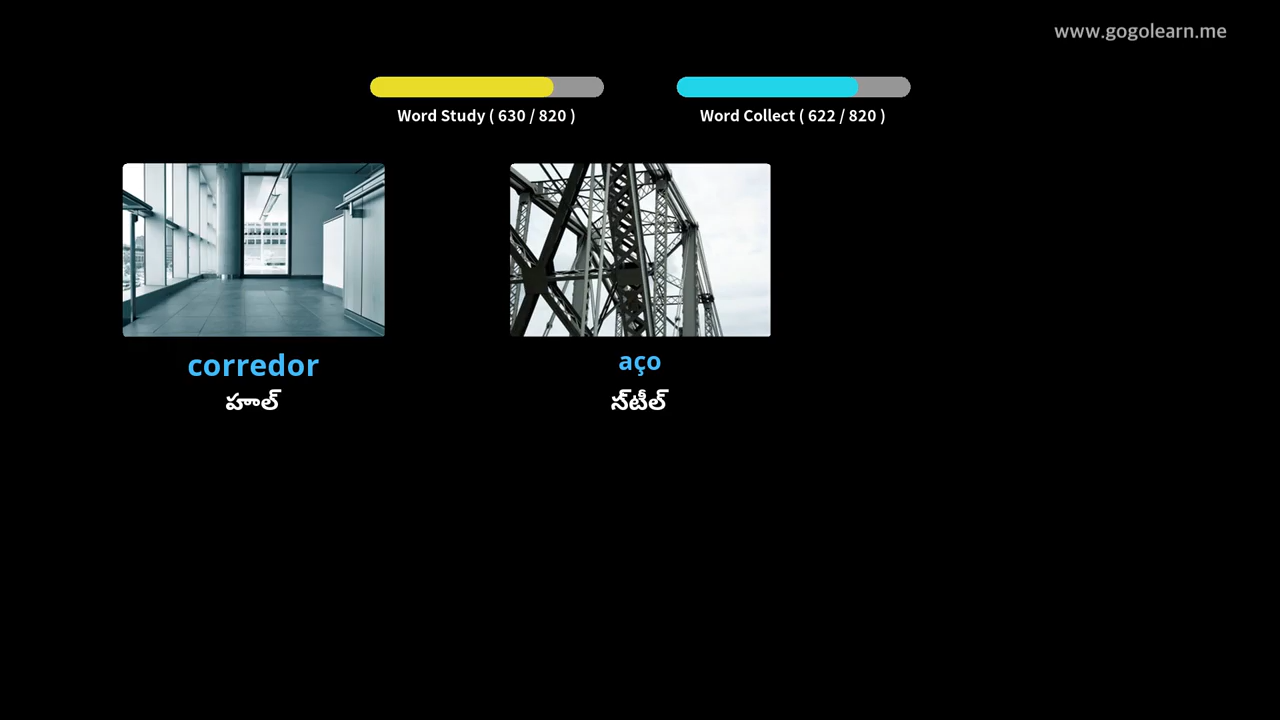 www.gogolearn.me
Word Study ( 630 / 820 )
Word Collect ( 622 / 820 )
corredor
హాల్
aço
స్‌టీల్